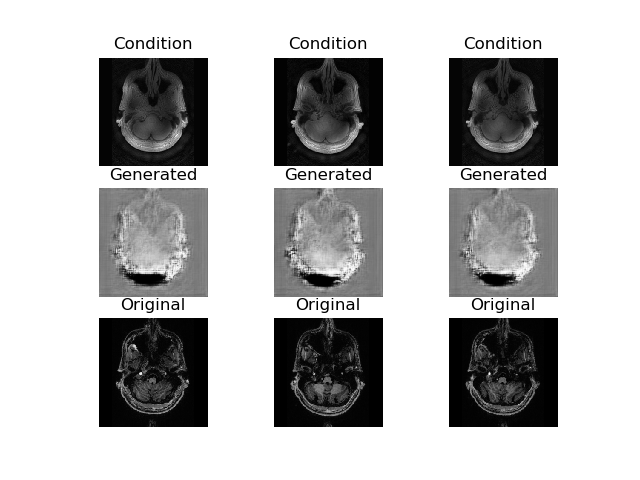 Condition Condition Condition
Generated Generated Generated
Original Original Original